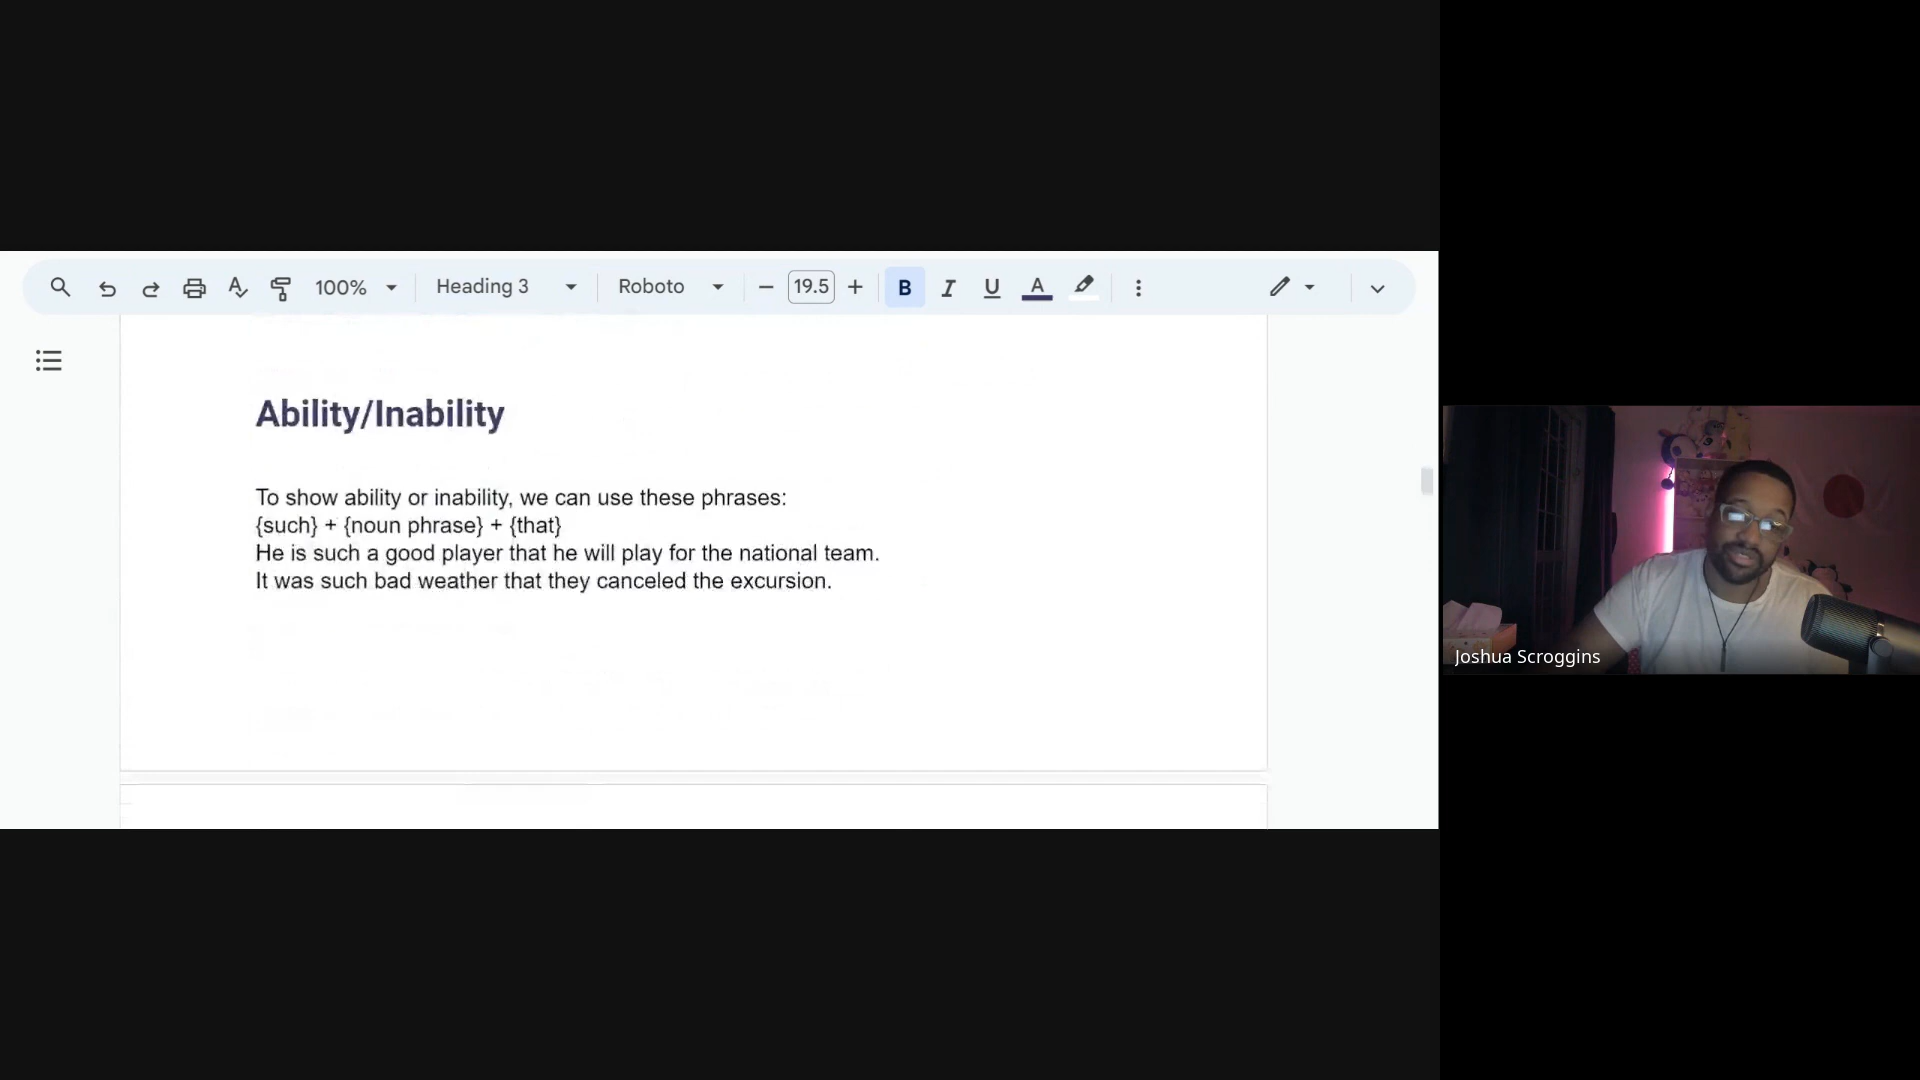 100%
Heading 3
Roboto
19.5
B
I
U
A
Ability/Inability
To show ability or inability, we can use these phrases:
{such} + {noun phrase} + {that}
He is such a good player that he will play for the national team.
It was such bad weather that they canceled the excursion.
Joshua Scroggins